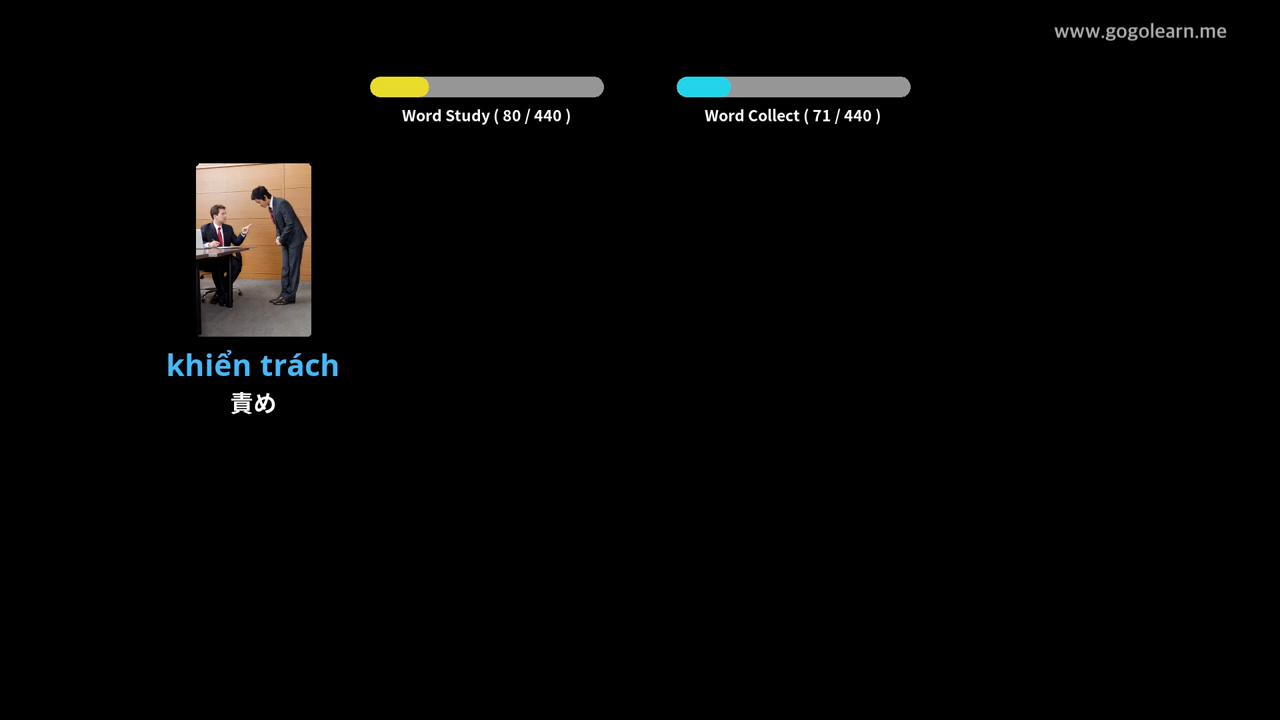 www.gogolearn.me
Word Study ( 80 / 440 )
Word Collect ( 71 / 440 )
khiển trách
責め